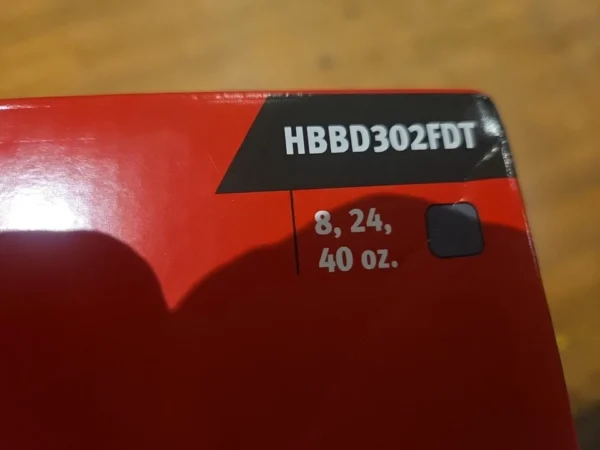 HBBD302FDT
8, 24,
40 oz.